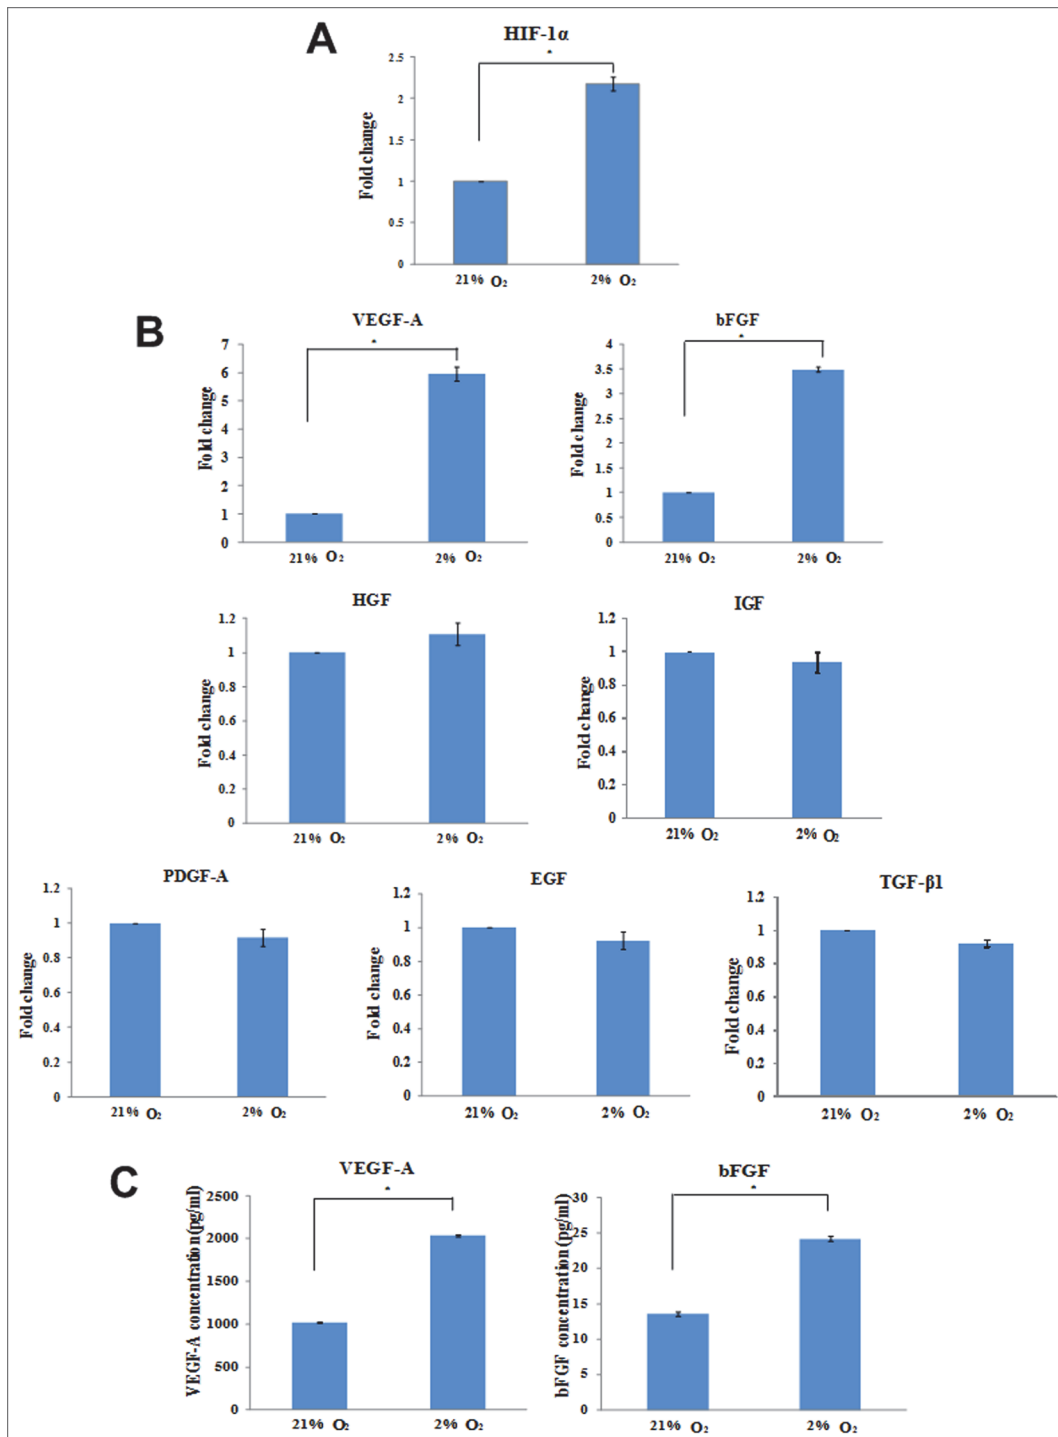 A
HIF-1α
*
Fold change
2.5
2
1.5
1
0.5
0
21% O₂
2% O₂
B
VEGF-A
*
Fold change
7
6
5
4
3
2
1
0
21% O₂
2% O₂
bFGF
*
Fold change
4
3.5
3
2.5
2
1.5
1
0.5
0
21% O₂
2% O₂
HGF
Fold change
1.2
1
0.8
0.6
0.4
0.2
0
21% O₂
2% O₂
IGF
Fold change
1.2
1
0.8
0.6
0.4
0.2
0
21% O₂
2% O₂
PDGF-A
Fold change
1.2
1
0.8
0.6
0.4
0.2
0
21% O₂
2% O₂
EGF
Fold change
1.2
1
0.8
0.6
0.4
0.2
0
21% O₂
2% O₂
TGF-β1
Fold change
1.2
1
0.8
0.6
0.4
0.2
0
21% O₂
2% O₂
C
VEGF-A
*
VEGF-A concentration (pg/ml)
2500
2000
1500
1000
500
0
21% O₂
2% O₂
bFGF
*
bFGF concentration (pg/ml)
30
25
20
15
10
5
0
21% O₂
2% O₂